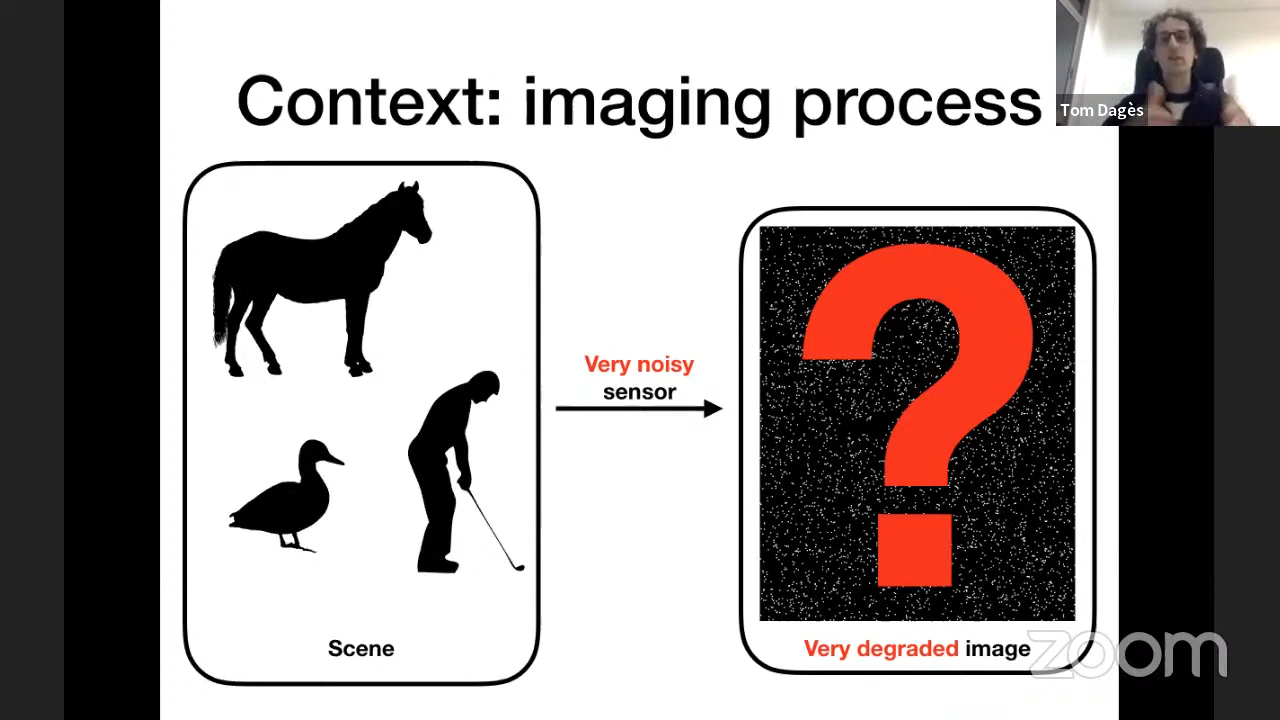 Context: imaging process
Tom Dagès
Very noisy
sensor
?
Scene
Very degraded image
zoom